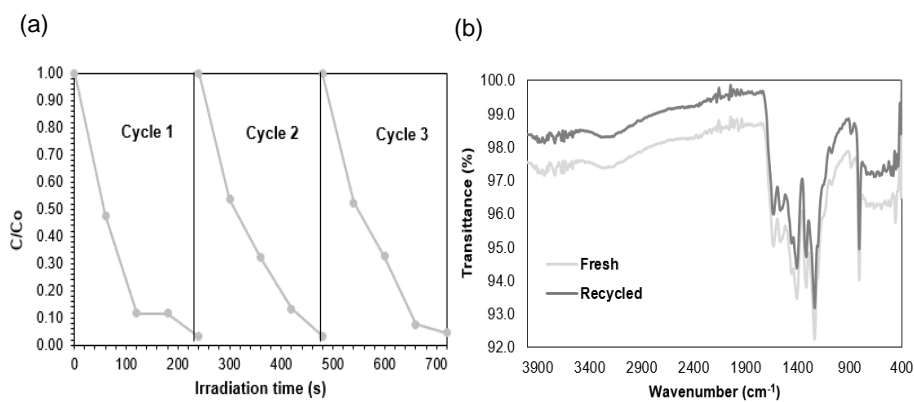 (a)
1.00
0.90
0.80
0.70
0.60
0.50
0.40
0.30
0.20
0.10
0.00
C/Co
Cycle 1
Cycle 2
Cycle 3
0 100 200 300 400 500 600 700
Irradiation time (s)
(b)
100.0
99.0
98.0
97.0
96.0
95.0
94.0
93.0
92.0
Transittance (%)
Fresh
Recycled
3900 3400 2900 2400 1900 1400 900 400
Wavenumber (cm⁻¹)